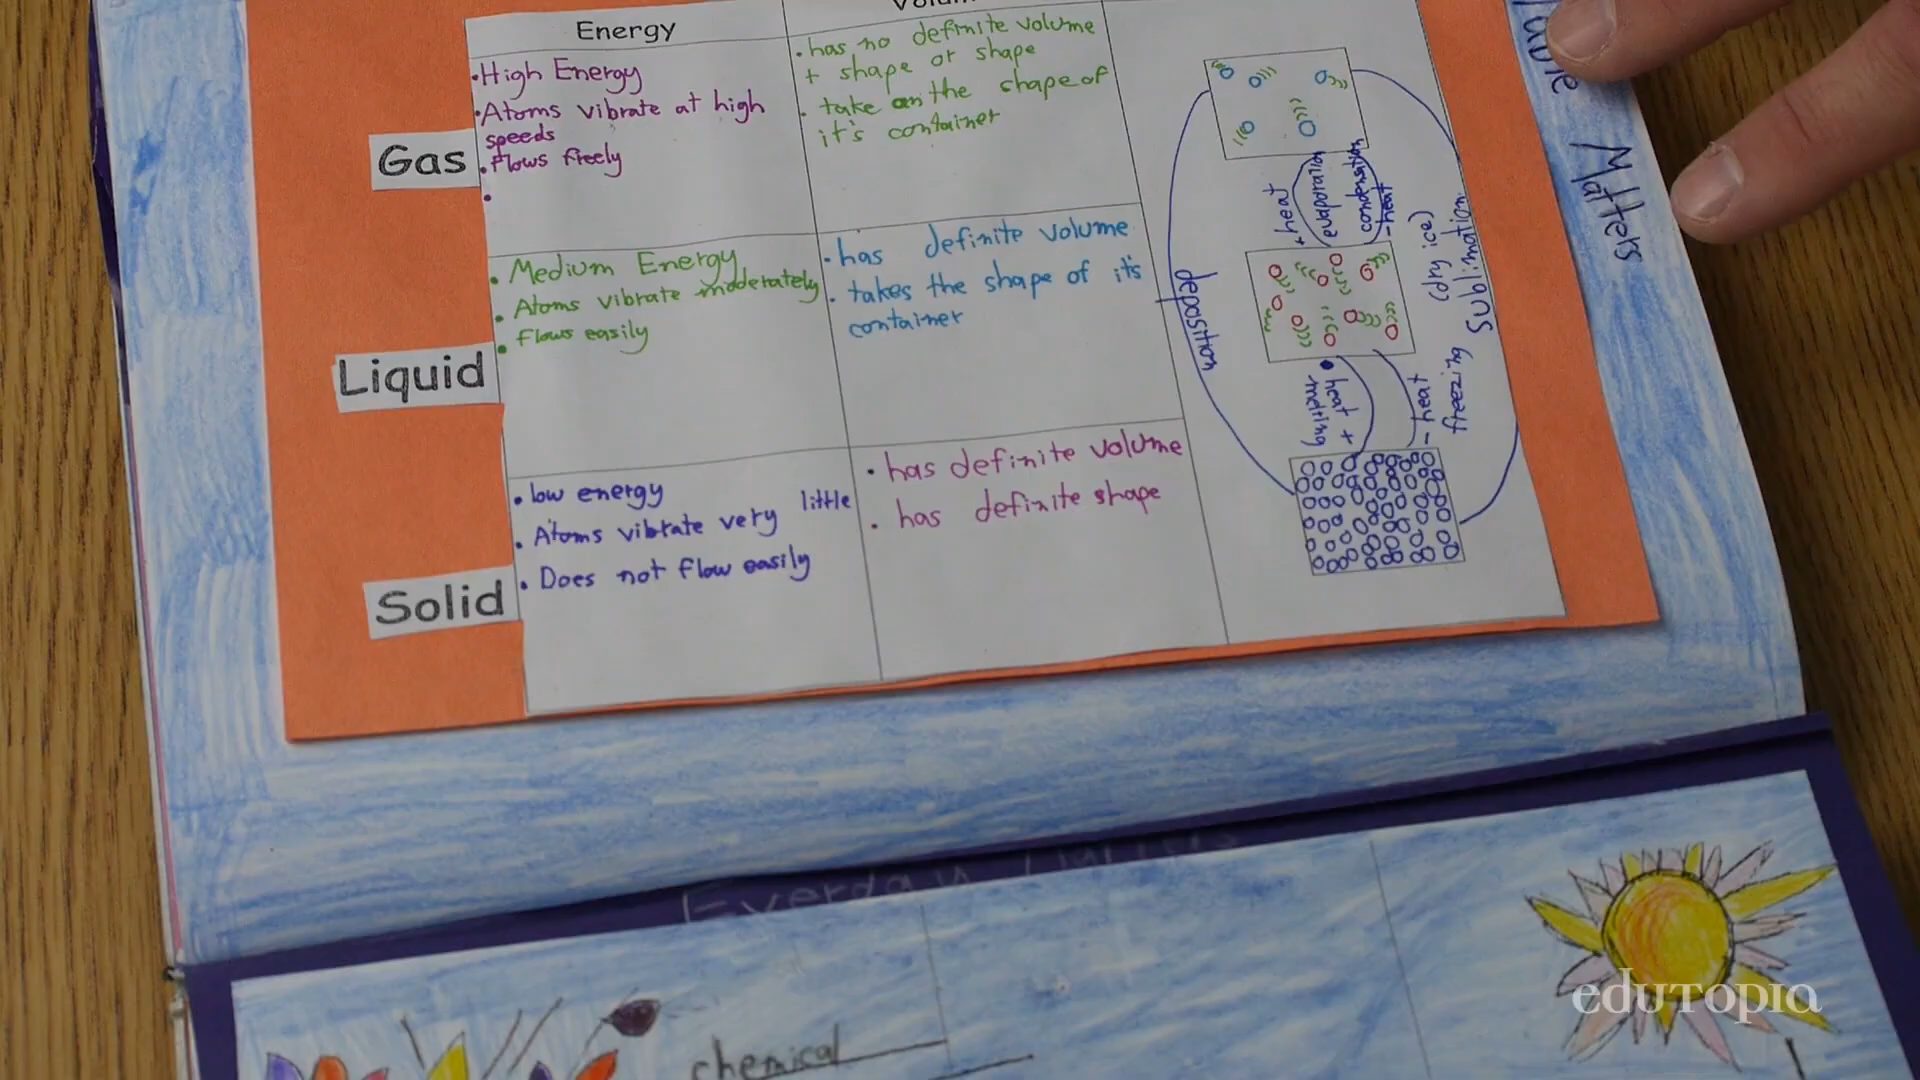 Energy
• High Energy
• Atoms vibrate at high
speeds
• flows freely
•
• has no definite volume
+ shape or shape
• take on the shape of
it's container
Gas
• Medium Energy
• Atoms vibrate moderately
• flows easily
• has definite volume
• takes the shape of it's
container
Liquid
• low energy
• Atoms vibrate very little
• Does not flow easily
• has definite volume
• has definite shape
Solid
+ heat
evaporation
condensation
- heat
deposition
(dry ice)
Sublimation
• heat +
melting
- heat
freezing
Matters
Everday
chemical
edutopia